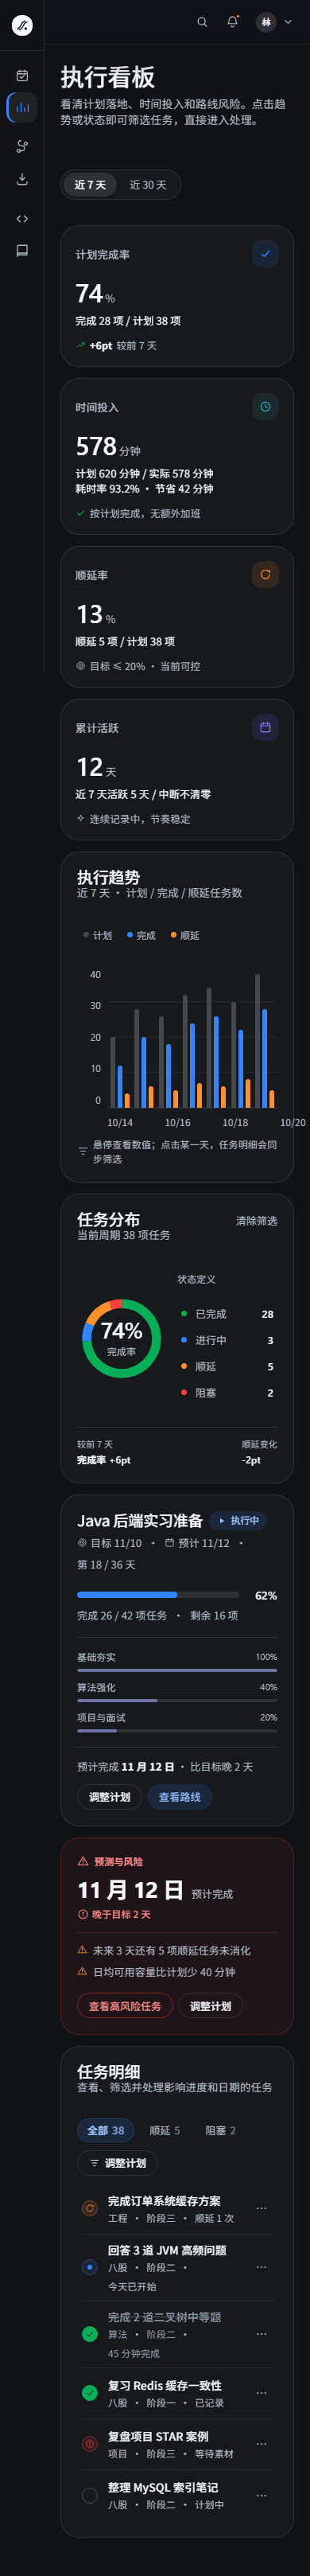 林
执行看板
看清计划落地、时间投入和路线风险。点击趋
势或状态即可筛选任务，直接进入处理。
近 7 天 近 30 天
计划完成率
74 %
完成 28 项 / 计划 38 项
+6pt 较前 7 天
时间投入
578 分钟
计划 620 分钟 / 实际 578 分钟
耗时率 93.2% • 节省 42 分钟
按计划完成，无额外加班
顺延率
13 %
顺延 5 项 / 计划 38 项
目标 ≤ 20% • 当前可控
累计活跃
12 天
近 7 天活跃 5 天 / 中断不清零
连续记录中，节奏稳定
执行趋势
近 7 天 • 计划 / 完成 / 顺延任务数
计划 完成 顺延
40
30
20
10
0
10/14 10/16 10/18 10/20
悬停查看数值；点击某一天，任务明细会同
步筛选
任务分布 清除筛选
当前周期 38 项任务
状态定义
74%
完成率
已完成 28
进行中 3
顺延 5
阻塞 2
较前 7 天 顺延变化
完成率 +6pt -2pt
Java 后端实习准备 执行中
目标 11/10 • 预计 11/12 •
第 18 / 36 天
62%
完成 26 / 42 项任务 • 剩余 16 项
基础夯实 100%
算法强化 40%
项目与面试 20%
预计完成 11 月 12 日 • 比目标晚 2 天
调整计划 查看路线
预测与风险
11 月 12 日 预计完成
晚于目标 2 天
未来 3 天还有 5 项顺延任务未消化
日均可用容量比计划少 40 分钟
查看高风险任务 调整计划
任务明细
查看、筛选并处理影响进度和日期的任务
全部 38 顺延 5 阻塞 2
调整计划
完成订单系统缓存方案
工程 • 阶段三 • 顺延 1 次
回答 3 道 JVM 高频问题
八股 • 阶段二 •
今天已开始
完成 2 道二叉树中等题
算法 • 阶段二 •
45 分钟完成
复习 Redis 缓存一致性
八股 • 阶段一 • 已记录
复盘项目 STAR 案例
项目 • 阶段三 • 等待素材
整理 MySQL 索引笔记
八股 • 阶段二 • 计划中